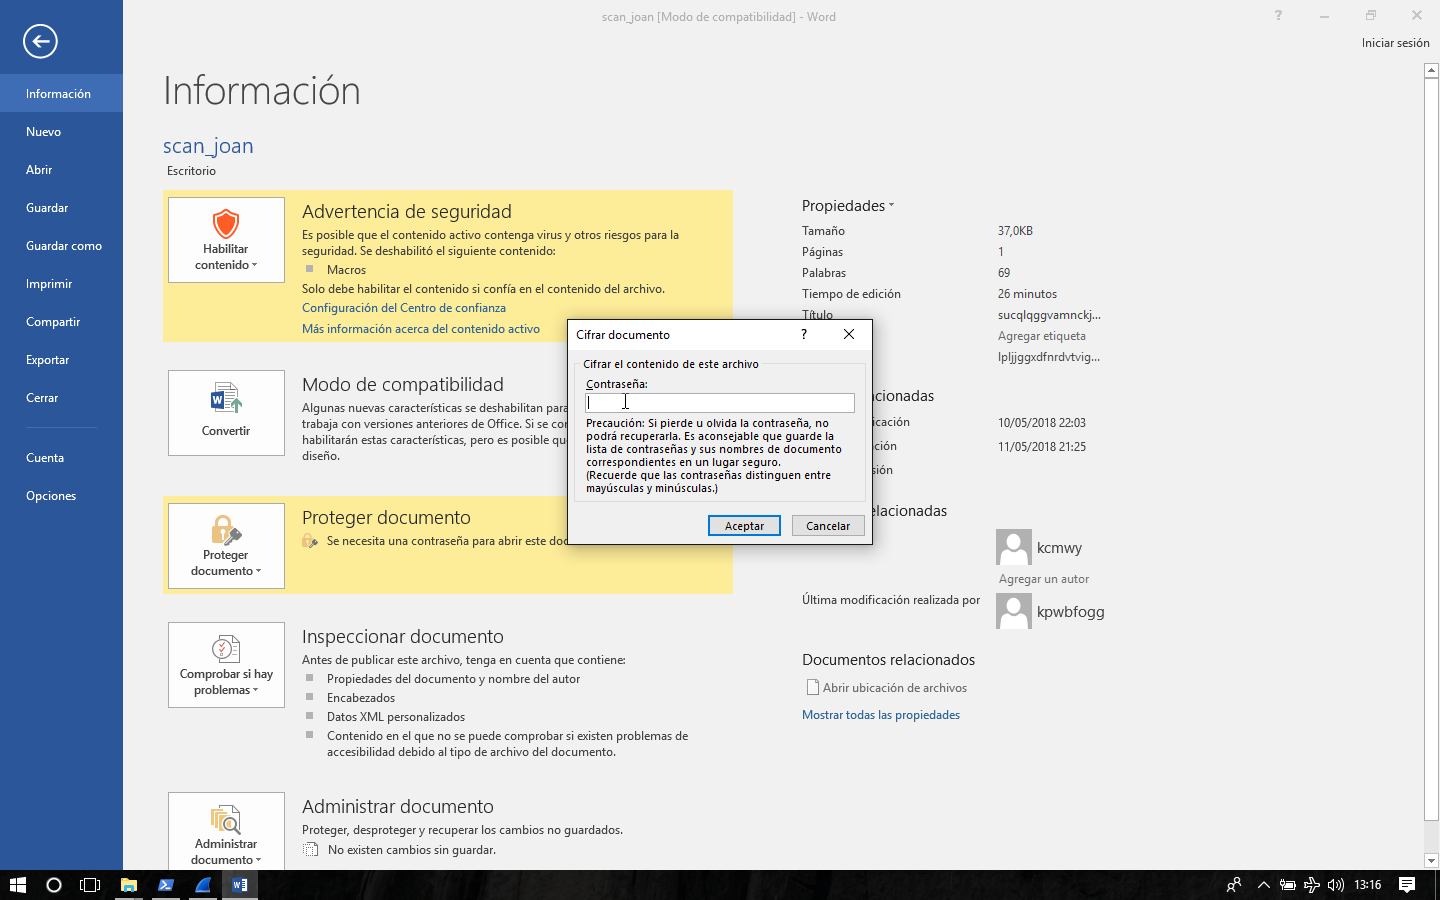 scan_joan [Modo de compatibilidad] - Word
?
Iniciar sesión
Información
Nuevo
Abrir
Guardar
Guardar como
Imprimir
Compartir
Exportar
Cerrar
Cuenta
Opciones
Información
scan_joan
Escritorio
Habilitar
contenido
Advertencia de seguridad
Es posible que el contenido activo contenga virus y otros riesgos para la
seguridad. Se deshabilitó el siguiente contenido:
Macros
Solo debe habilitar el contenido si confía en el contenido del archivo.
Configuración del Centro de confianza
Más información acerca del contenido activo
Convertir
Modo de compatibilidad
Algunas nuevas características se deshabilitan para
trabaja con versiones anteriores de Office. Si se co
habilitarán estas características, pero es posible qu
diseño.
Proteger
documento
Proteger documento
Se necesita una contraseña para abrir este doc
Comprobar si hay
problemas
Inspeccionar documento
Antes de publicar este archivo, tenga en cuenta que contiene:
Propiedades del documento y nombre del autor
Encabezados
Datos XML personalizados
Contenido en el que no se puede comprobar si existen problemas de
accesibilidad debido al tipo de archivo del documento.
Administrar
documento
Administrar documento
Proteger, desproteger y recuperar los cambios no guardados.
No existen cambios sin guardar.
Cifrar documento
?
Cifrar el contenido de este archivo
Contraseña:
Precaución: Si pierde u olvida la contraseña, no
podrá recuperarla. Es aconsejable que guarde la
lista de contraseñas y sus nombres de documento
correspondientes en un lugar seguro.
(Recuerde que las contraseñas distinguen entre
mayúsculas y minúsculas.)
Aceptar
Cancelar
Propiedades
Tamaño 37,0KB
Páginas 1
Palabras 69
Tiempo de edición 26 minutos
Título sucqlqggvamnckj...
Agregar etiqueta
lpljjggxdfnrdvtvig...
cionadas
icación 10/05/2018 22:03
ción 11/05/2018 21:25
sión
elacionadas
kcmwy
Agregar un autor
Última modificación realizada por kpwbfogg
Documentos relacionados
Abrir ubicación de archivos
Mostrar todas las propiedades
13:16